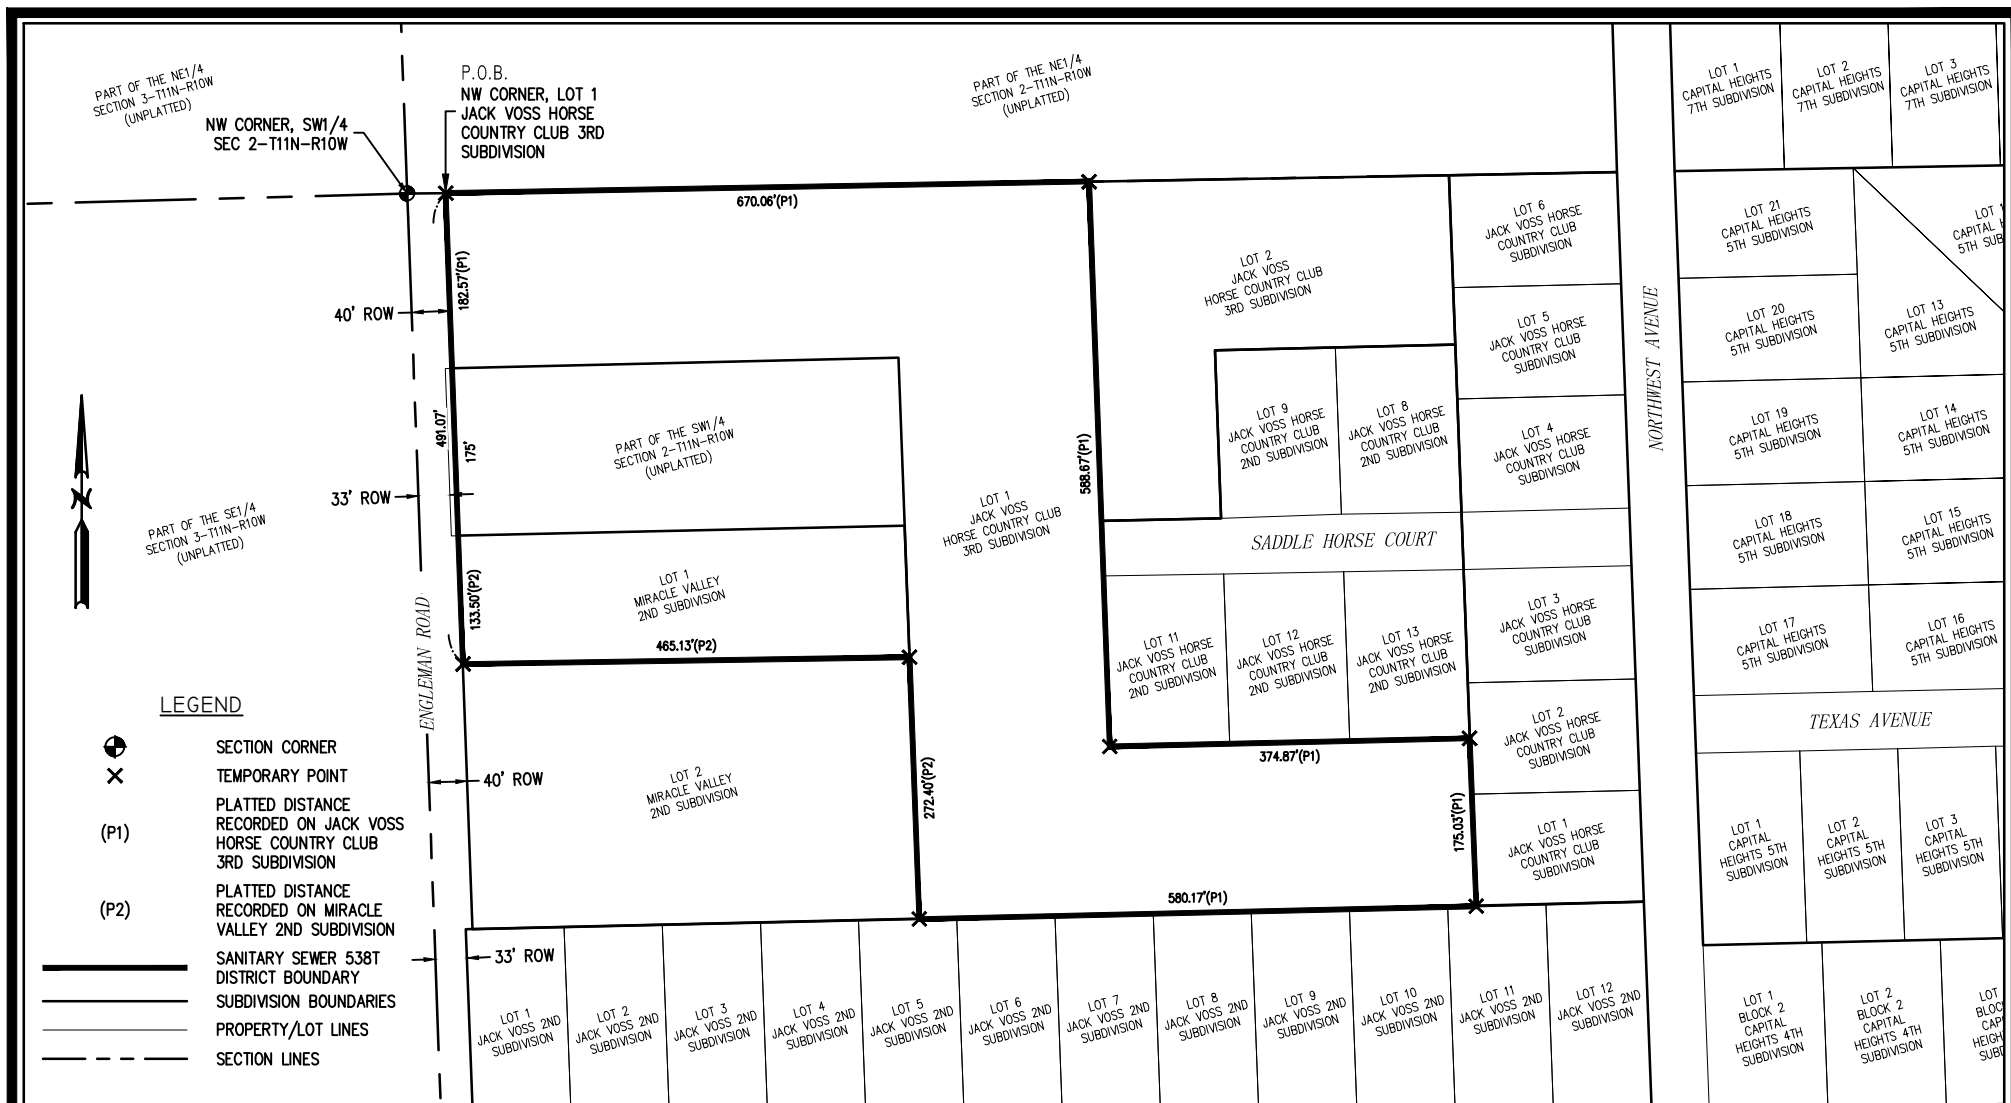 PART OF THE NE1/4
SECTION 3-T11N-R10W
(UNPLATTED)
NW CORNER, SW1/4
SEC 2-T11N-R10W
P.O.B.
NW CORNER, LOT 1
JACK VOSS HORSE
COUNTRY CLUB 3RD
SUBDIVISION
PART OF THE NE1/4
SECTION 2-T11N-R10W
(UNPLATTED)
LOT 1
CAPITAL HEIGHTS
7TH SUBDIVISION
LOT 2
CAPITAL HEIGHTS
7TH SUBDIVISION
LOT 3
CAPITAL HEIGHTS
7TH SUBDIVISION
670.06'(P1)
182.57'(P1)
40' ROW
LOT 2
JACK VOSS
HORSE COUNTRY CLUB
3RD SUBDIVISION
LOT 6
JACK VOSS HORSE
COUNTRY CLUB
SUBDIVISION
LOT 5
JACK VOSS HORSE
COUNTRY CLUB
SUBDIVISION
LOT 4
JACK VOSS HORSE
COUNTRY CLUB
SUBDIVISION
NORTHWEST AVENUE
LOT 21
CAPITAL HEIGHTS
5TH SUBDIVISION
LOT 1
CAPITAL H
5TH SUB
LOT 20
CAPITAL HEIGHTS
5TH SUBDIVISION
LOT 13
CAPITAL HEIGHTS
5TH SUBDIVISION
LOT 19
CAPITAL HEIGHTS
5TH SUBDIVISION
LOT 14
CAPITAL HEIGHTS
5TH SUBDIVISION
LOT 18
CAPITAL HEIGHTS
5TH SUBDIVISION
LOT 15
CAPITAL HEIGHTS
5TH SUBDIVISION
LOT 17
CAPITAL HEIGHTS
5TH SUBDIVISION
LOT 16
CAPITAL HEIGHTS
5TH SUBDIVISION
491.07'
175'
33' ROW
PART OF THE SW1/4
SECTION 2-T11N-R10W
(UNPLATTED)
588.67'(P1)
LOT 9
JACK VOSS HORSE
COUNTRY CLUB
2ND SUBDIVISION
LOT 8
JACK VOSS HORSE
COUNTRY CLUB
2ND SUBDIVISION
N
PART OF THE SE1/4
SECTION 3-T11N-R10W
(UNPLATTED)
LOT 1
JACK VOSS
HORSE COUNTRY CLUB
3RD SUBDIVISION
SADDLE HORSE COURT
ENGLEMAN ROAD
133.50'(P2)
LOT 1
MIRACLE VALLEY
2ND SUBDIVISION
465.13'(P2)
LOT 11
JACK VOSS HORSE
COUNTRY CLUB
2ND SUBDIVISION
LOT 12
JACK VOSS HORSE
COUNTRY CLUB
2ND SUBDIVISION
LOT 13
JACK VOSS HORSE
COUNTRY CLUB
2ND SUBDIVISION
LOT 3
JACK VOSS HORSE
COUNTRY CLUB
SUBDIVISION
LOT 2
JACK VOSS HORSE
COUNTRY CLUB
SUBDIVISION
LOT 1
JACK VOSS HORSE
COUNTRY CLUB
SUBDIVISION
TEXAS AVENUE
374.87'(P1)
175.03'(P1)
272.40'(P2)
580.17'(P1)
40' ROW
LOT 2
MIRACLE VALLEY
2ND SUBDIVISION
LOT 1
CAPITAL
HEIGHTS 5TH
SUBDIVISION
LOT 2
CAPITAL
HEIGHTS 5TH
SUBDIVISION
LOT 3
CAPITAL
HEIGHTS 5TH
SUBDIVISION
LEGEND
SECTION CORNER
TEMPORARY POINT
(P1)
PLATTED DISTANCE
RECORDED ON JACK VOSS
HORSE COUNTRY CLUB
3RD SUBDIVISION
(P2)
PLATTED DISTANCE
RECORDED ON MIRACLE
VALLEY 2ND SUBDIVISION
SANITARY SEWER 538T
DISTRICT BOUNDARY
SUBDIVISION BOUNDARIES
PROPERTY/LOT LINES
SECTION LINES
33' ROW
LOT 1
JACK VOSS 2ND
SUBDIVISION
LOT 2
JACK VOSS 2ND
SUBDIVISION
LOT 3
JACK VOSS 2ND
SUBDIVISION
LOT 4
JACK VOSS 2ND
SUBDIVISION
LOT 5
JACK VOSS 2ND
SUBDIVISION
LOT 6
JACK VOSS 2ND
SUBDIVISION
LOT 7
JACK VOSS 2ND
SUBDIVISION
LOT 8
JACK VOSS 2ND
SUBDIVISION
LOT 9
JACK VOSS 2ND
SUBDIVISION
LOT 10
JACK VOSS 2ND
SUBDIVISION
LOT 11
JACK VOSS 2ND
SUBDIVISION
LOT 12
JACK VOSS 2ND
SUBDIVISION
LOT 1
BLOCK 2
CAPITAL
HEIGHTS 4TH
SUBDIVISION
LOT 2
BLOCK 2
CAPITAL
HEIGHTS 4TH
SUBDIVISION
LOT
BLOC
CAP
HEIGH
SUBD